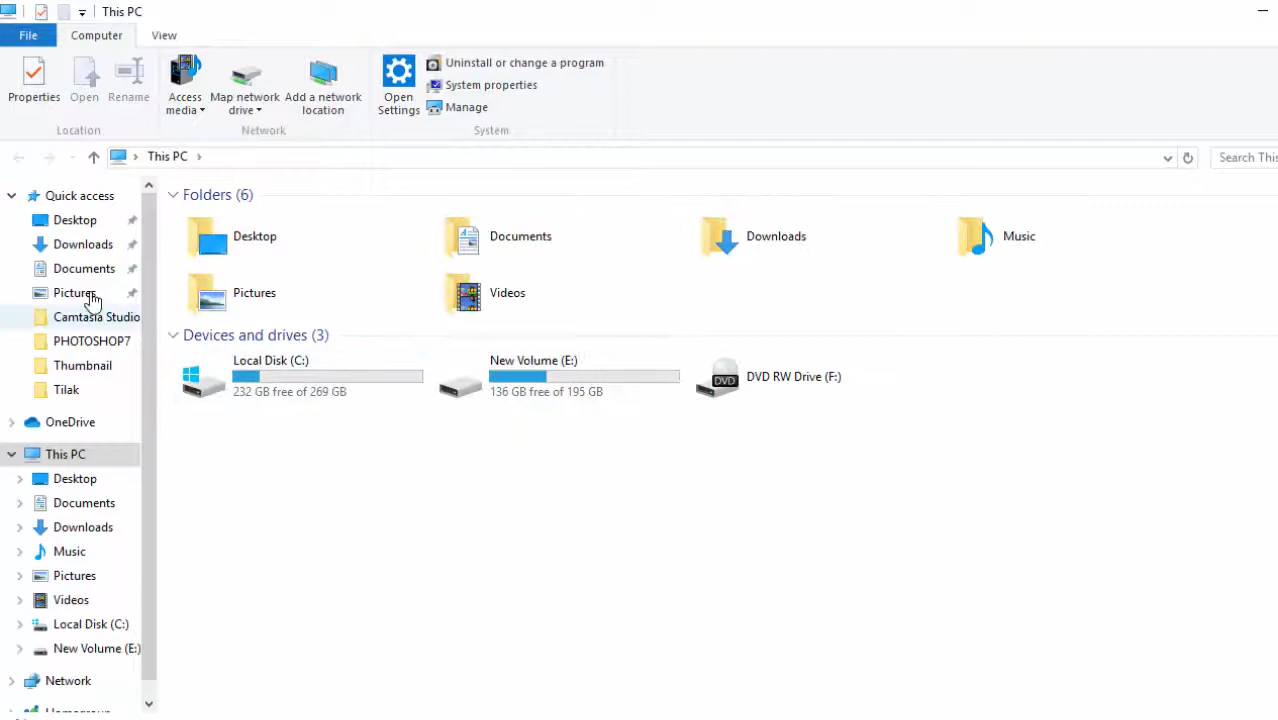 This PC
File Computer View
Properties Open Rename Access media Map network drive Add a network location Open Settings Uninstall or change a program
System properties
Manage
Location Network System
This PC
Search This
Quick access
Desktop
Downloads
Documents
Pictures
Camtasia Studio
PHOTOSHOP7
Thumbnail
Tilak
OneDrive
This PC
Desktop
Documents
Downloads
Music
Pictures
Videos
Local Disk (C:)
New Volume (E:)
Network
Homegroup
Folders (6)
Desktop Documents Downloads Music
Pictures Videos
Devices and drives (3)
Local Disk (C:)
232 GB free of 269 GB
New Volume (E:)
136 GB free of 195 GB
DVD RW Drive (F:)
DVD